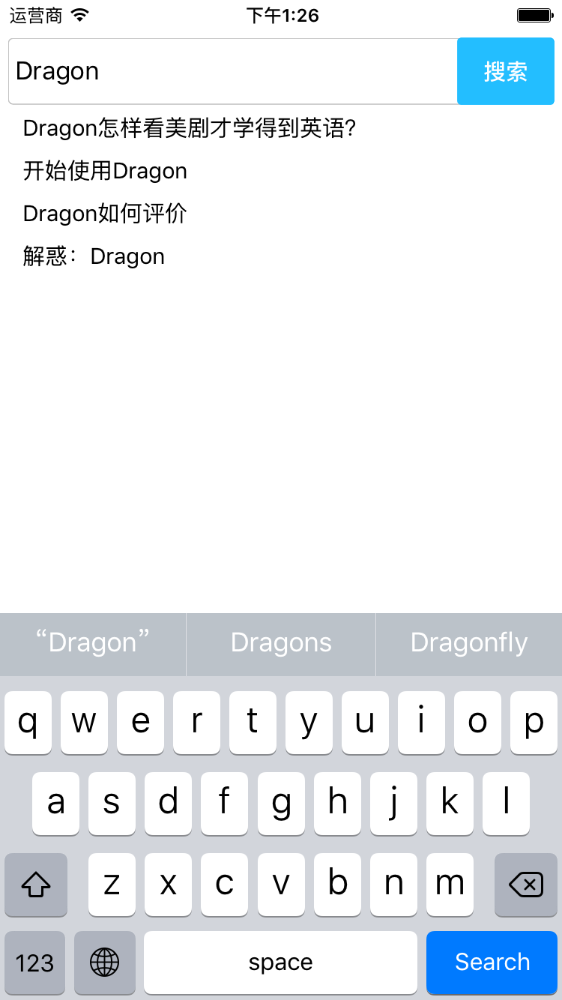 运营商 下午1:26
Dragon 搜索
Dragon怎样看美剧才学得到英语?
开始使用Dragon
Dragon如何评价
解惑：Dragon
“Dragon” Dragons Dragonfly
q w e r t y u i o p
a s d f g h j k l
z x c v b n m
123 space Search